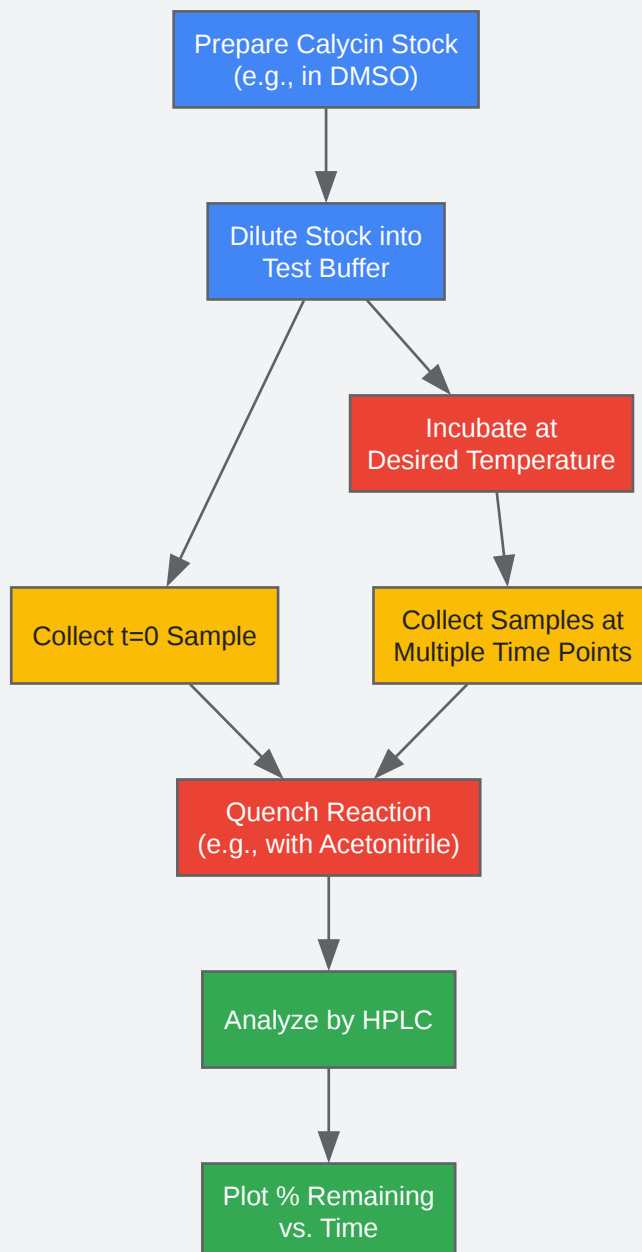 Prepare Calycin Stock
(e.g., in DMSO)
Dilute Stock into
Test Buffer
Incubate at
Desired Temperature
Collect t=0 Sample
Collect Samples at
Multiple Time Points
Quench Reaction
(e.g., with Acetonitrile)
Analyze by HPLC
Plot % Remaining
vs. Time